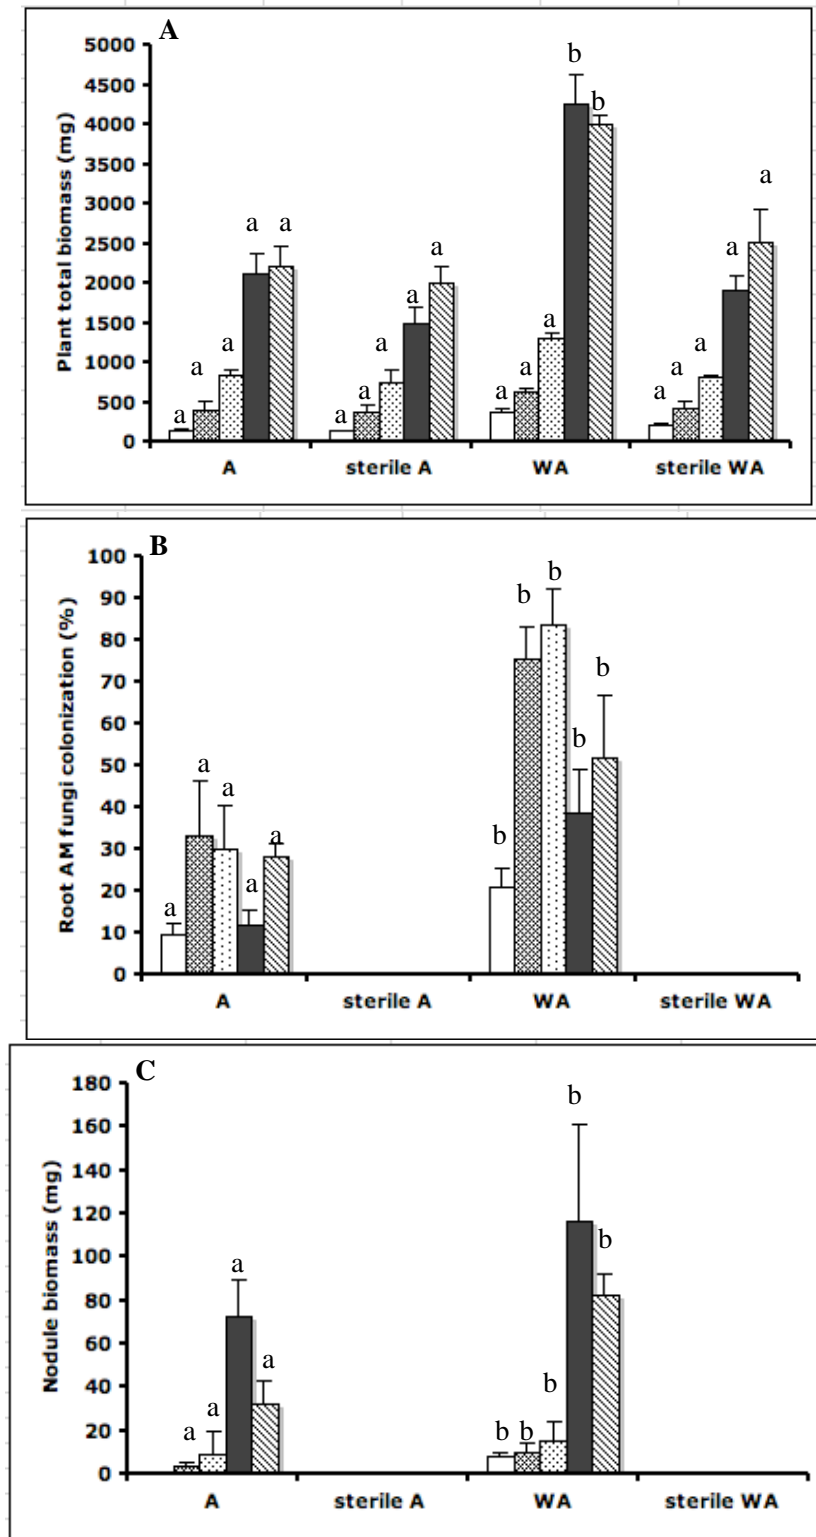 A
5000
4500
4000
3500
3000
2500
2000
1500
1000
500
0
Plant total biomass (mg)
a a a a a
a a a a a
a a a b b
a a a a a
A sterile A WA sterile WA
B
100
90
80
70
60
50
40
30
20
10
0
Root AM fungi colonization (%)
a a a a a
b b b b b
A sterile A WA sterile WA
C
180
160
140
120
100
80
60
40
20
0
Nodule biomass (mg)
a a a a
b b b b b
A sterile A WA sterile WA